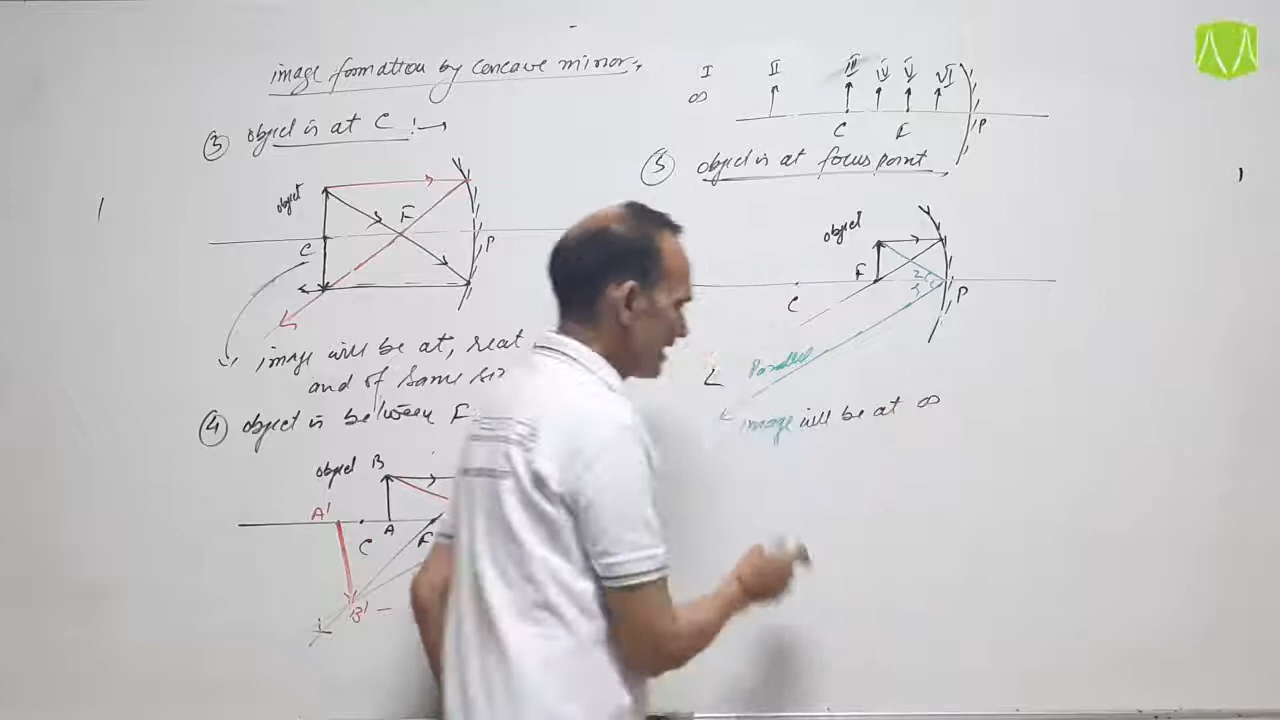 image formation by concave mirror,
③ object is at C :→
object
F
C
P
image will be at, real
and of same si
④ object is between F
object B
A'
C
A
F
B'
I
∞
II
III
IV
V
VI
C
F
P
⑤ object is at focus point
object
F
C
P
Parallel
image will be at ∞